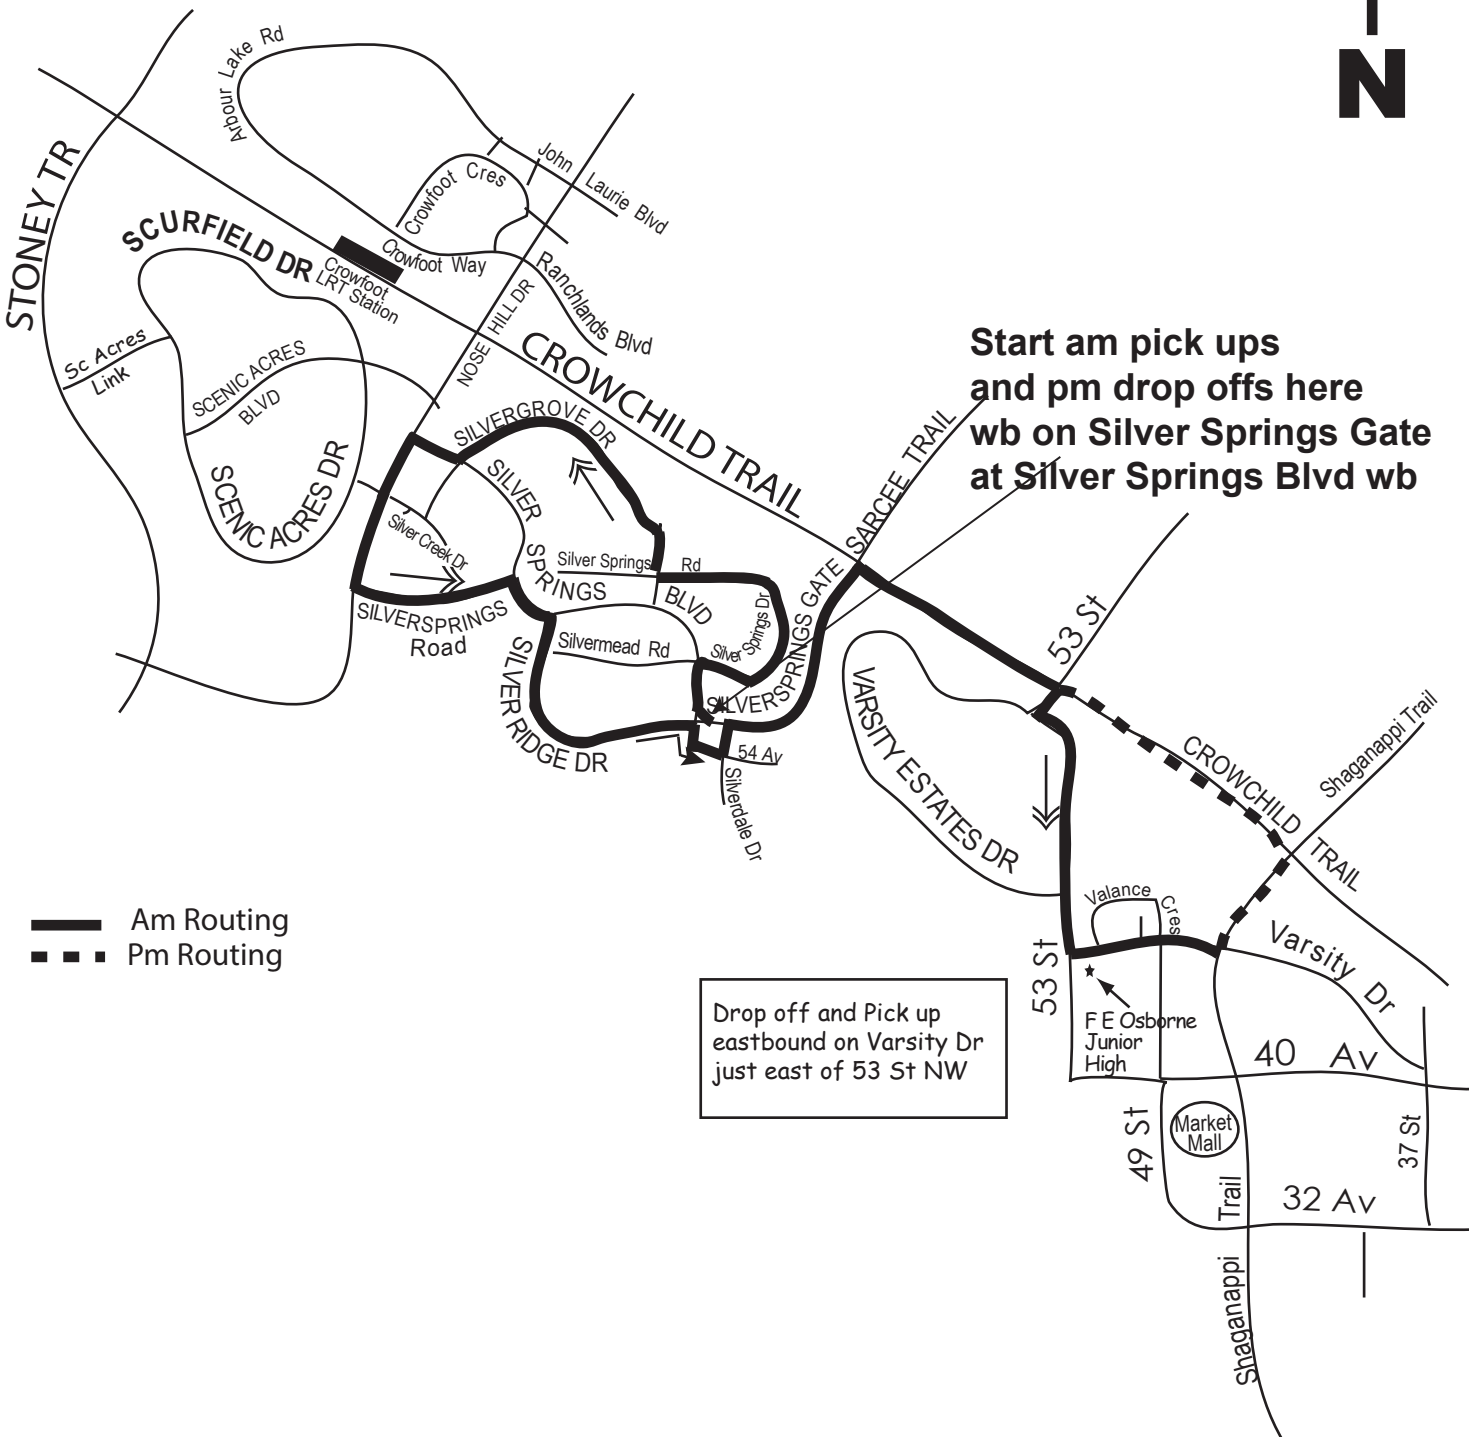 N
Arbour Lake Rd
John Laurie Blvd
Crowfoot Cres
Crowfoot Way
STONEY TR
SCURFIELD DR
Crowfoot
LRT Station
Ranchlands Blvd
NOSE HILL DR
Sc Acres
Link
SCENIC ACRES
BLVD
SCENIC ACRES DR
CROWCHILD TRAIL
SARCEE TRAIL
Start am pick ups
and pm drop offs here
wb on Silver Springs Gate
at Silver Springs Blvd wb
SILVERGROVE DR
SILVER SPRINGS BLVD
Silver Creek Dr
Silver Springs Rd
Silver Springs Dr
SILVERSPRINGS
Road
Silvermead Rd
SILVERSPRINGS GATE
SILVER RIDGE DR
54 Av
Silverdale Dr
53 St
VARSITY ESTATES DR
CROWCHILD TRAIL
Shaganappi Trail
Am Routing
Pm Routing
Valance Cres
Varsity Dr
53 St
F E Osborne
Junior
High
Drop off and Pick up
eastbound on Varsity Dr
just east of 53 St NW
40 Av
49 St
Market
Mall
37 St
32 Av
Shaganappi Trail